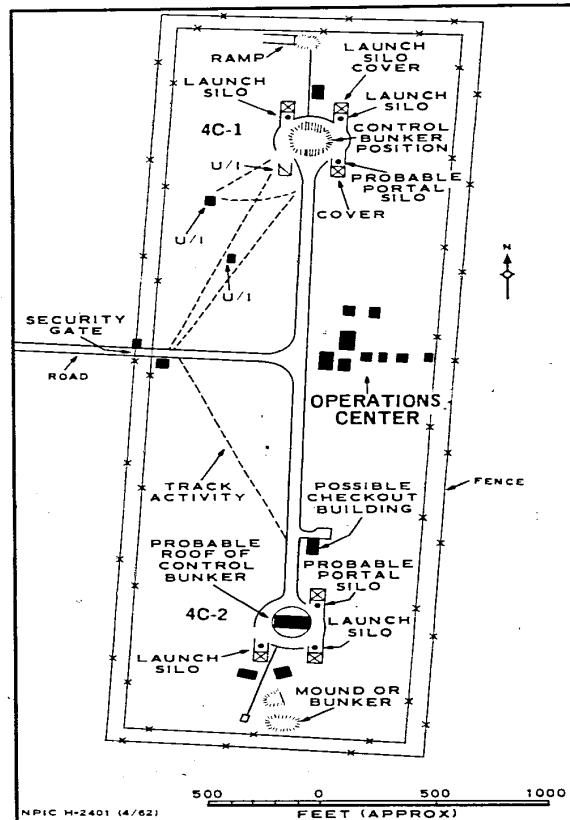 RAMP
LAUNCH
SILO
COVER
LAUNCH
SILO
LAUNCH
SILO
4C-1
CONTROL
BUNKER
POSITION
U/I
PROBABLE
PORTAL
SILO
COVER
U/I
N
U/I
SECURITY
GATE
ROAD
OPERATIONS
CENTER
TRACK
ACTIVITY
POSSIBLE
CHECKOUT
BUILDING
FENCE
PROBABLE
ROOF OF
CONTROL
BUNKER
PROBABLE
PORTAL
SILO
4C-2
LAUNCH
SILO
LAUNCH
SILO
MOUND OR
BUNKER
500 0 500 1000
NPIC H-2401 (4/62)
FEET (APPROX)